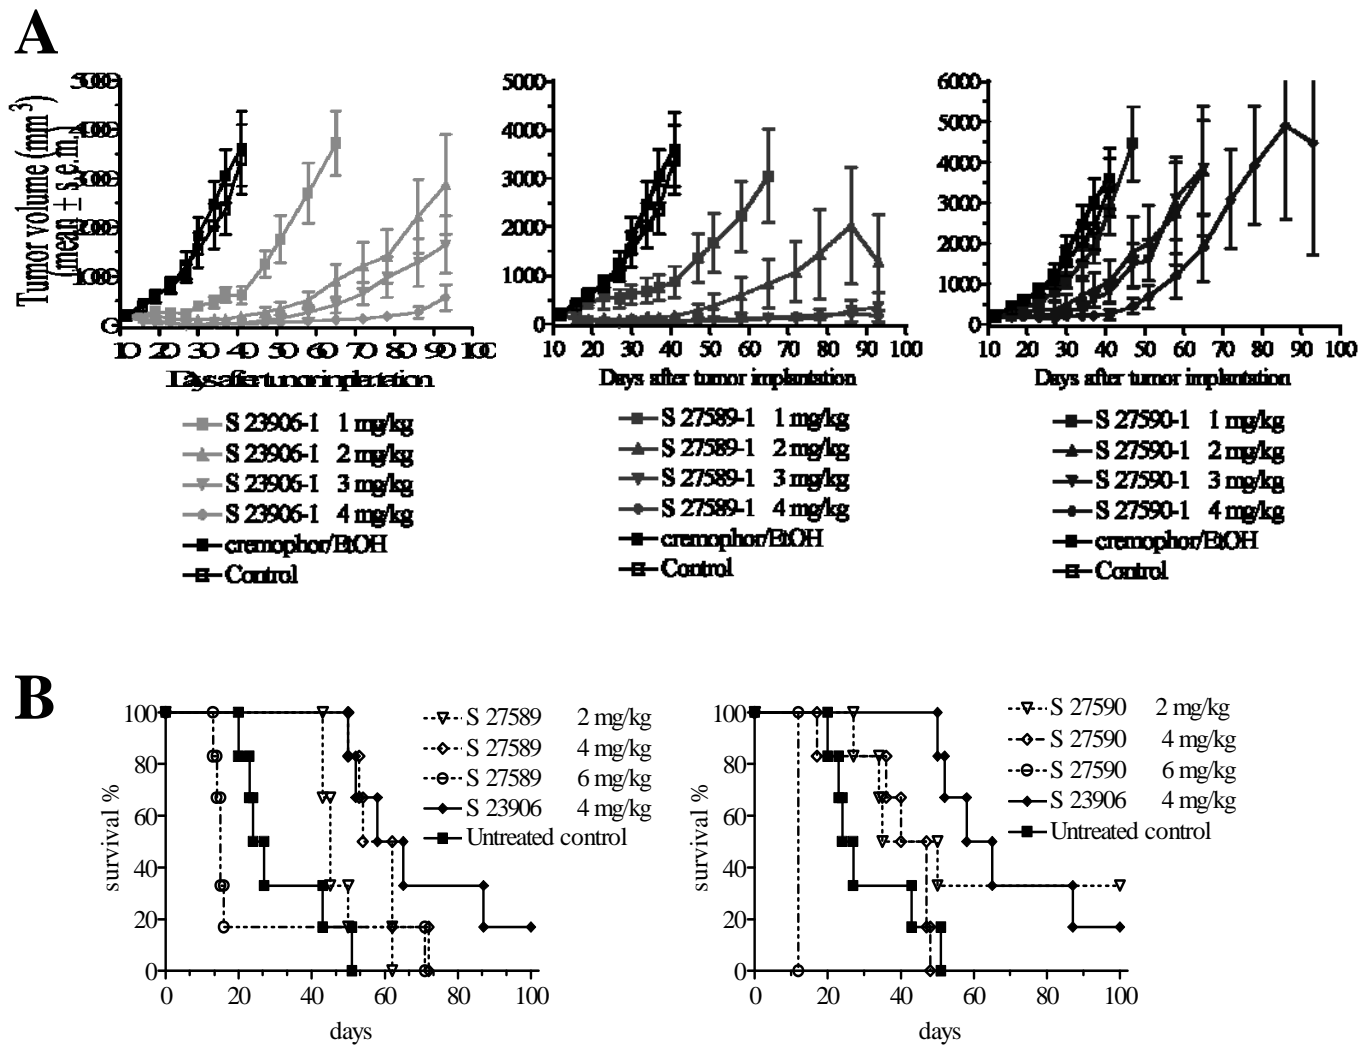 A
Tumor volume (mm³)
(mean ± s.e.m.)
5000
4000
3000
2000
1000
0
10 20 30 40 50 60 70 80 90 100
Days after tumor implantation
S 23906-1 1 mg/kg
S 23906-1 2 mg/kg
S 23906-1 3 mg/kg
S 23906-1 4 mg/kg
cremophor/EtOH
Control
5000
4000
3000
2000
1000
0
10 20 30 40 50 60 70 80 90 100
Days after tumor implantation
S 27589-1 1 mg/kg
S 27589-1 2 mg/kg
S 27589-1 3 mg/kg
S 27589-1 4 mg/kg
cremophor/EtOH
Control
6000
5000
4000
3000
2000
1000
0
10 20 30 40 50 60 70 80 90 100
Days after tumor implantation
S 27590-1 1 mg/kg
S 27590-1 2 mg/kg
S 27590-1 3 mg/kg
S 27590-1 4 mg/kg
cremophor/EtOH
Control
B
survival %
100
80
60
40
20
0
0 20 40 60 80 100
days
S 27589 2 mg/kg
S 27589 4 mg/kg
S 27589 6 mg/kg
S 23906 4 mg/kg
Untreated control
survival %
100
80
60
40
20
0
0 20 40 60 80 100
days
S 27590 2 mg/kg
S 27590 4 mg/kg
S 27590 6 mg/kg
S 23906 4 mg/kg
Untreated control